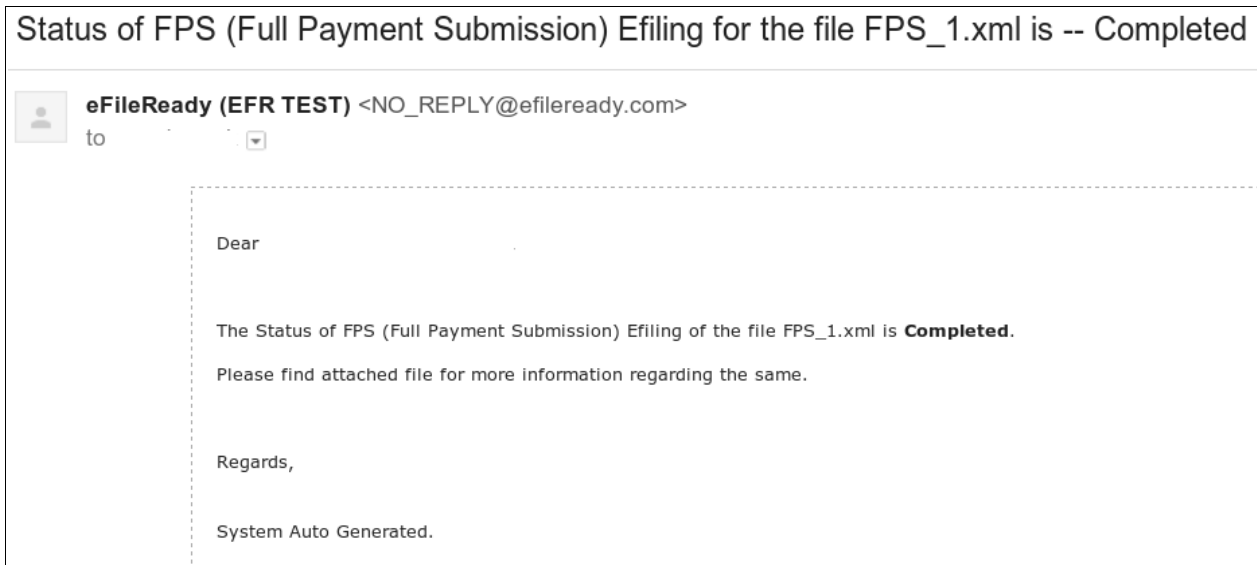 Status of FPS (Full Payment Submission) Efiling for the file FPS_1.xml is -- Completed
eFileReady (EFR TEST) <NO_REPLY@efileready.com>
to
Dear
The Status of FPS (Full Payment Submission) Efiling of the file FPS_1.xml is Completed.
Please find attached file for more information regarding the same.
Regards,
System Auto Generated.